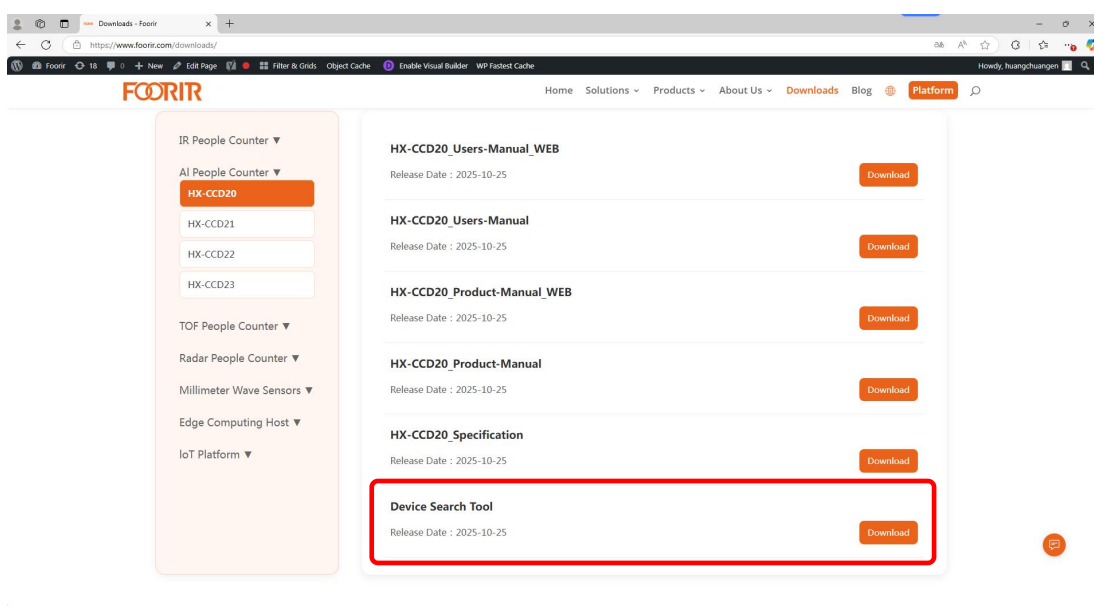 Downloads - Foorir
https://www.foorir.com/downloads/
Foorir 18 0 New Edit Page Filter & Grids Object Cache Enable Visual Builder WP Fastest Cache Howdy, huangchuangen
FOORIR
Home Solutions Products About Us Downloads Blog Platform
IR People Counter ▼
AI People Counter ▼
HX-CCD20
HX-CCD21
HX-CCD22
HX-CCD23
TOF People Counter ▼
Radar People Counter ▼
Millimeter Wave Sensors ▼
Edge Computing Host ▼
IoT Platform ▼
HX-CCD20_Users-Manual_WEB
Release Date : 2025-10-25
Download
HX-CCD20_Users-Manual
Release Date : 2025-10-25
Download
HX-CCD20_Product-Manual_WEB
Release Date : 2025-10-25
Download
HX-CCD20_Product-Manual
Release Date : 2025-10-25
Download
HX-CCD20_Specification
Release Date : 2025-10-25
Download
Device Search Tool
Release Date : 2025-10-25
Download